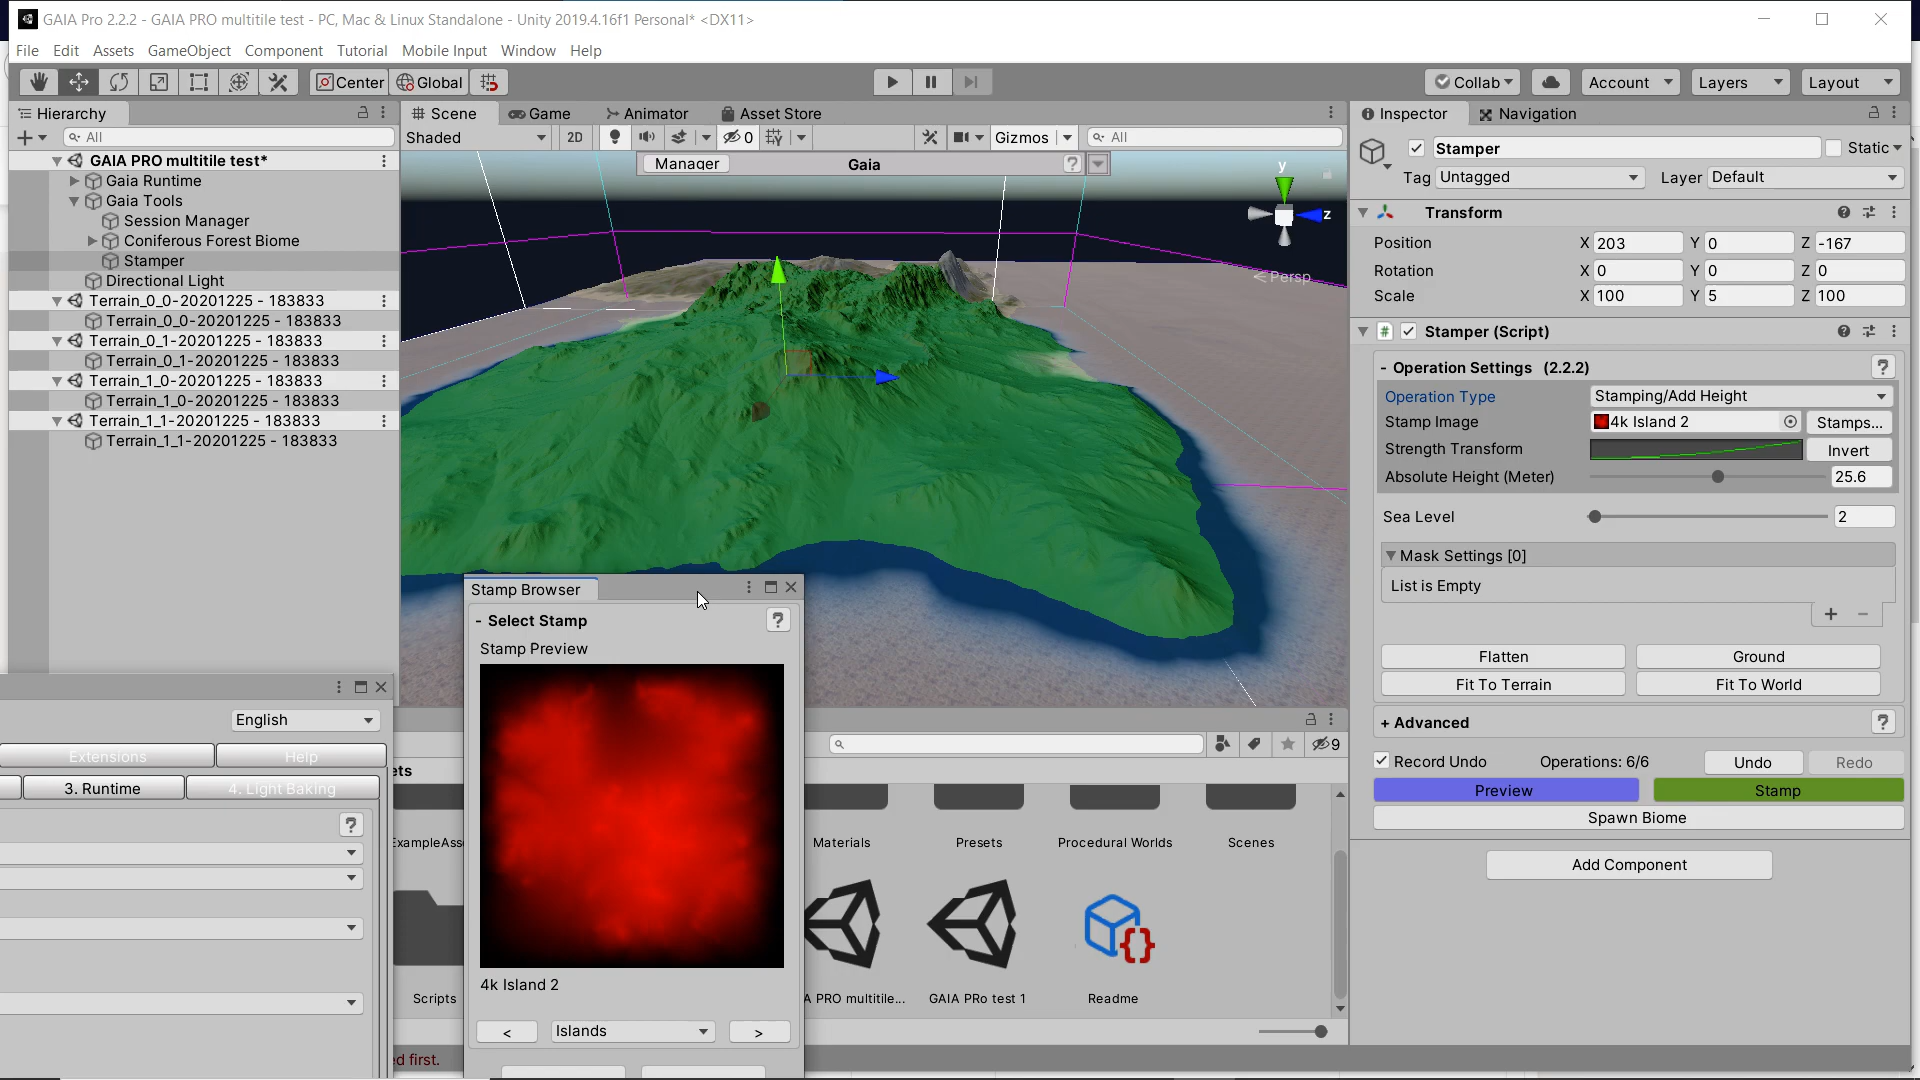 GAIA Pro 2.2.2 - GAIA PRO multitile test - PC, Mac & Linux Standalone - Unity 2019.4.16f1 Personal* <DX11>
File Edit Assets GameObject Component Tutorial Mobile Input Window Help
Center Global Collab Account Layers Layout
Hierarchy
All
GAIA PRO multitile test*
Gaia Runtime
Gaia Tools
Session Manager
Coniferous Forest Biome
Stamper
Directional Light
Terrain_0_0-20201225 - 183833
Terrain_0_0-20201225 - 183833
Terrain_0_1-20201225 - 183833
Terrain_0_1-20201225 - 183833
Terrain_1_0-20201225 - 183833
Terrain_1_0-20201225 - 183833
Terrain_1_1-20201225 - 183833
Terrain_1_1-20201225 - 183833
Scene Game Animator Asset Store
Shaded 2D 0 Gizmos All
Manager Gaia ?
y
z
< Persp
Inspector Navigation
Stamper Static
Tag Untagged Layer Default
Transform
Position X 203 Y 0 Z -167
Rotation X 0 Y 0 Z 0
Scale X 100 Y 5 Z 100
# Stamper (Script)
- Operation Settings (2.2.2) ?
Operation Type Stamping/Add Height
Stamp Image 4k Island 2 Stamps...
Strength Transform Invert
Absolute Height (Meter) 25.6
Sea Level 2
Mask Settings [0]
List is Empty
+ −
Flatten Ground
Fit To Terrain Fit To World
+ Advanced ?
Record Undo Operations: 6/6 Undo Redo
Preview Stamp
Spawn Biome
Add Component
Stamp Browser
- Select Stamp ?
Stamp Preview
4k Island 2
< Islands >
English
Extensions Help
3. Runtime 4. Light Baking
?
9
ets
ExampleAss
Materials Presets Procedural Worlds Scenes
Scripts
A PRO multitile... GAIA PRo test 1 Readme
d first.